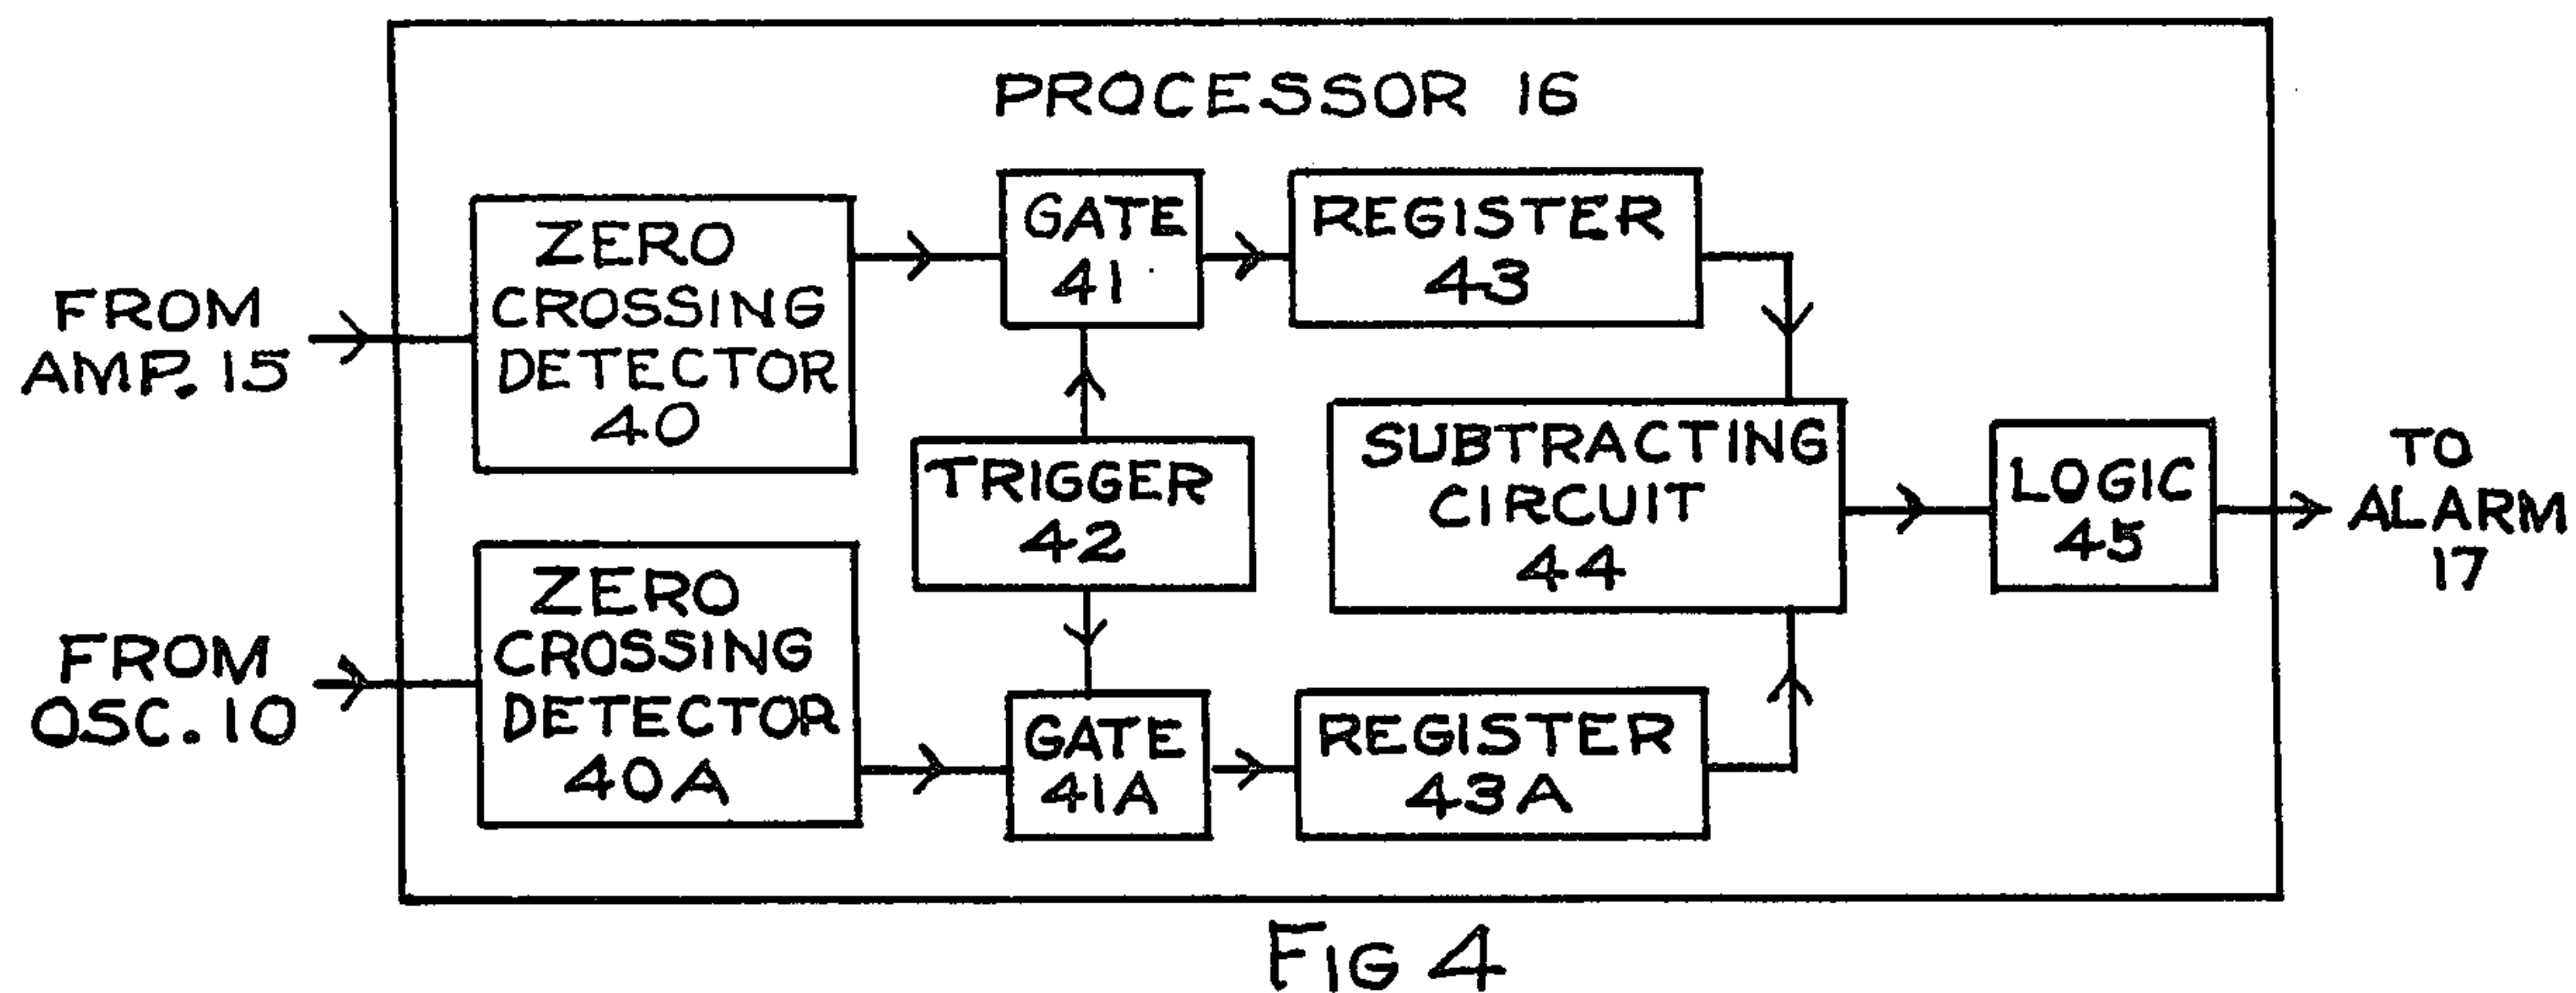 PROCESSOR 16
FROM
AMP. 15
ZERO
CROSSING
DETECTOR
40
GATE
41
REGISTER
43
TRIGGER
42
SUBTRACTING
CIRCUIT
44
LOGIC
45
TO
ALARM
17
FROM
OSC. 10
ZERO
CROSSING
DETECTOR
40A
GATE
41A
REGISTER
43A
FIG 4